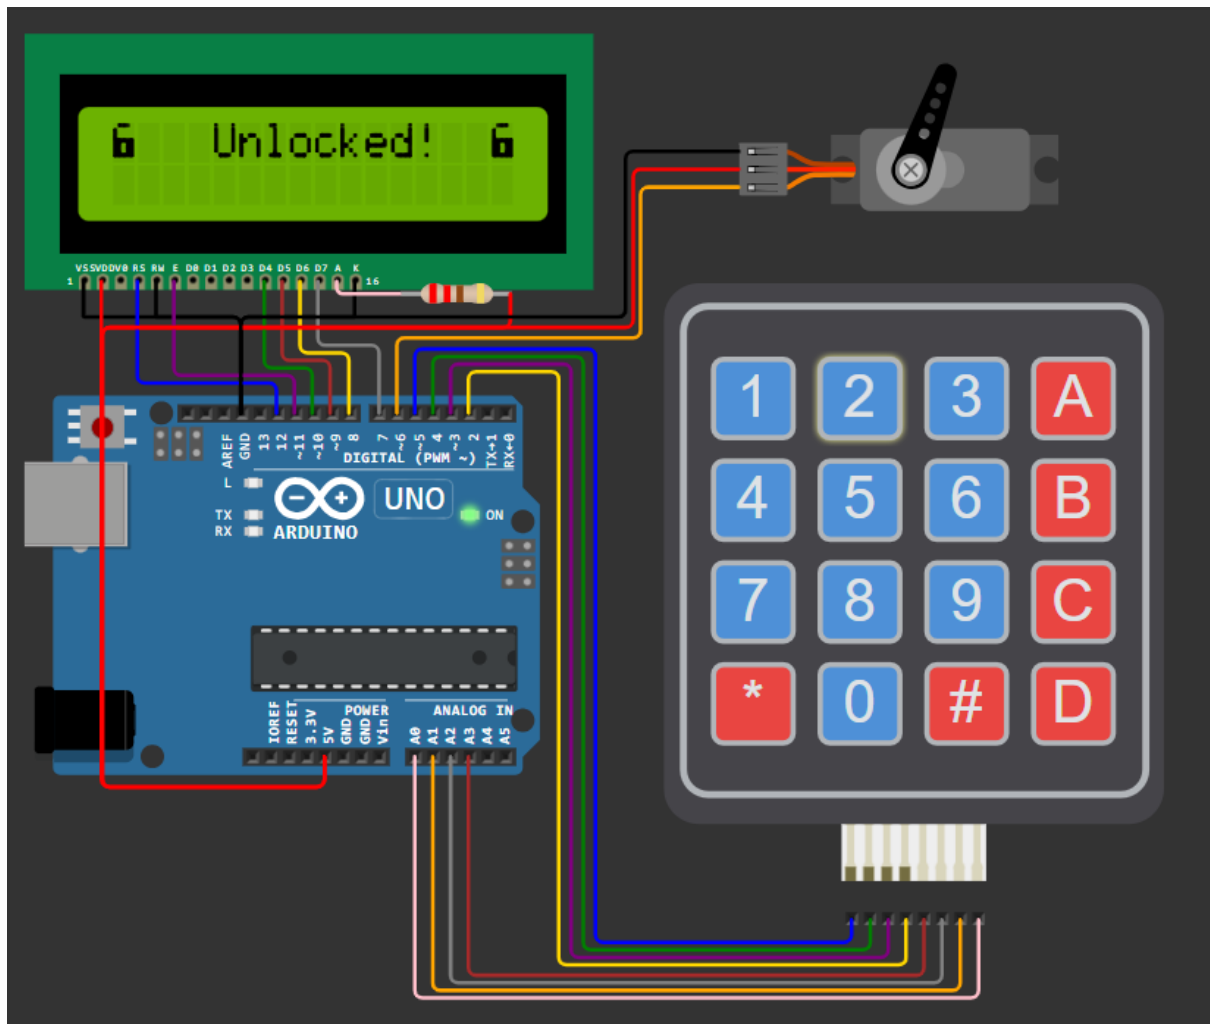 Unlocked!
VSS VDD V0 RS RW E D0 D1 D2 D3 D4 D5 D6 D7 A K
1 16
AREF GND 13 12 ~11 ~10 ~9 8 7 ~6 ~5 4 ~3 2 TX→1 RX←0
DIGITAL (PWM ~)
L
UNO
TX ON
RX ARDUINO
POWER ANALOG IN
IOREF RESET 3.3V 5V GND GND Vin A0 A1 A2 A3 A4 A5
1 2 3 A
4 5 6 B
7 8 9 C
* 0 # D